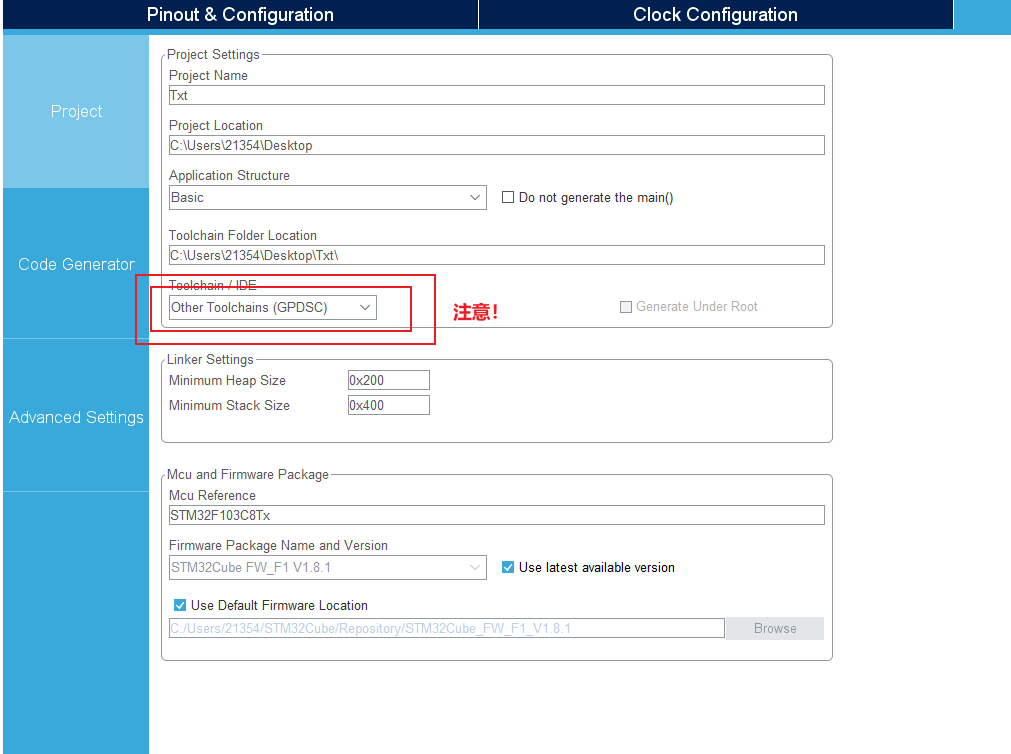 Pinout & Configuration
Clock Configuration
Project
Code Generator
Advanced Settings
Project Settings
Project Name
Txt
Project Location
C:\Users\21354\Desktop
Application Structure
Basic
Do not generate the main()
Toolchain Folder Location
C:\Users\21354\Desktop\Txt\
Toolchain / IDE
Other Toolchains (GPDSC)
注意!
Generate Under Root
Linker Settings
Minimum Heap Size
0x200
Minimum Stack Size
0x400
Mcu and Firmware Package
Mcu Reference
STM32F103C8Tx
Firmware Package Name and Version
STM32Cube FW_F1 V1.8.1
Use latest available version
Use Default Firmware Location
C:/Users/21354/STM32Cube/Repository/STM32Cube_FW_F1_V1.8.1
Browse